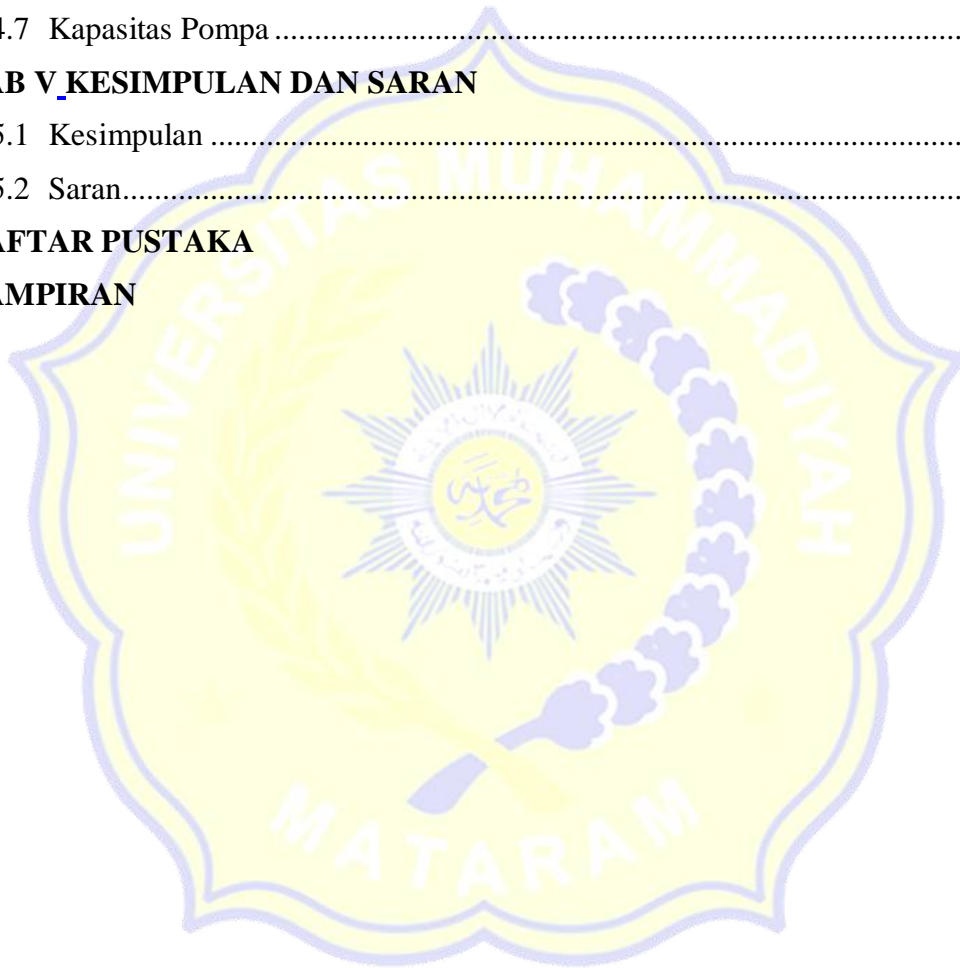 4.7 Kapasitas Pompa
AB V KESIMPULAN DAN SARAN
5.1 Kesimpulan
5.2 Saran
AFTAR PUSTAKA
AMPIRAN
UNIVERSITAS MUHAMMADIYAH
MATARAM